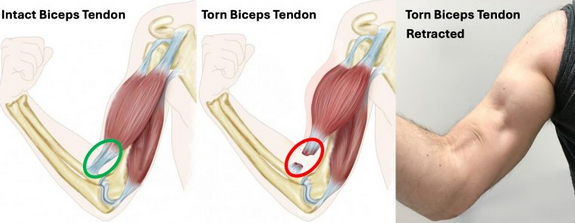 Intact Biceps Tendon
Torn Biceps Tendon
Torn Biceps Tendon
Retracted